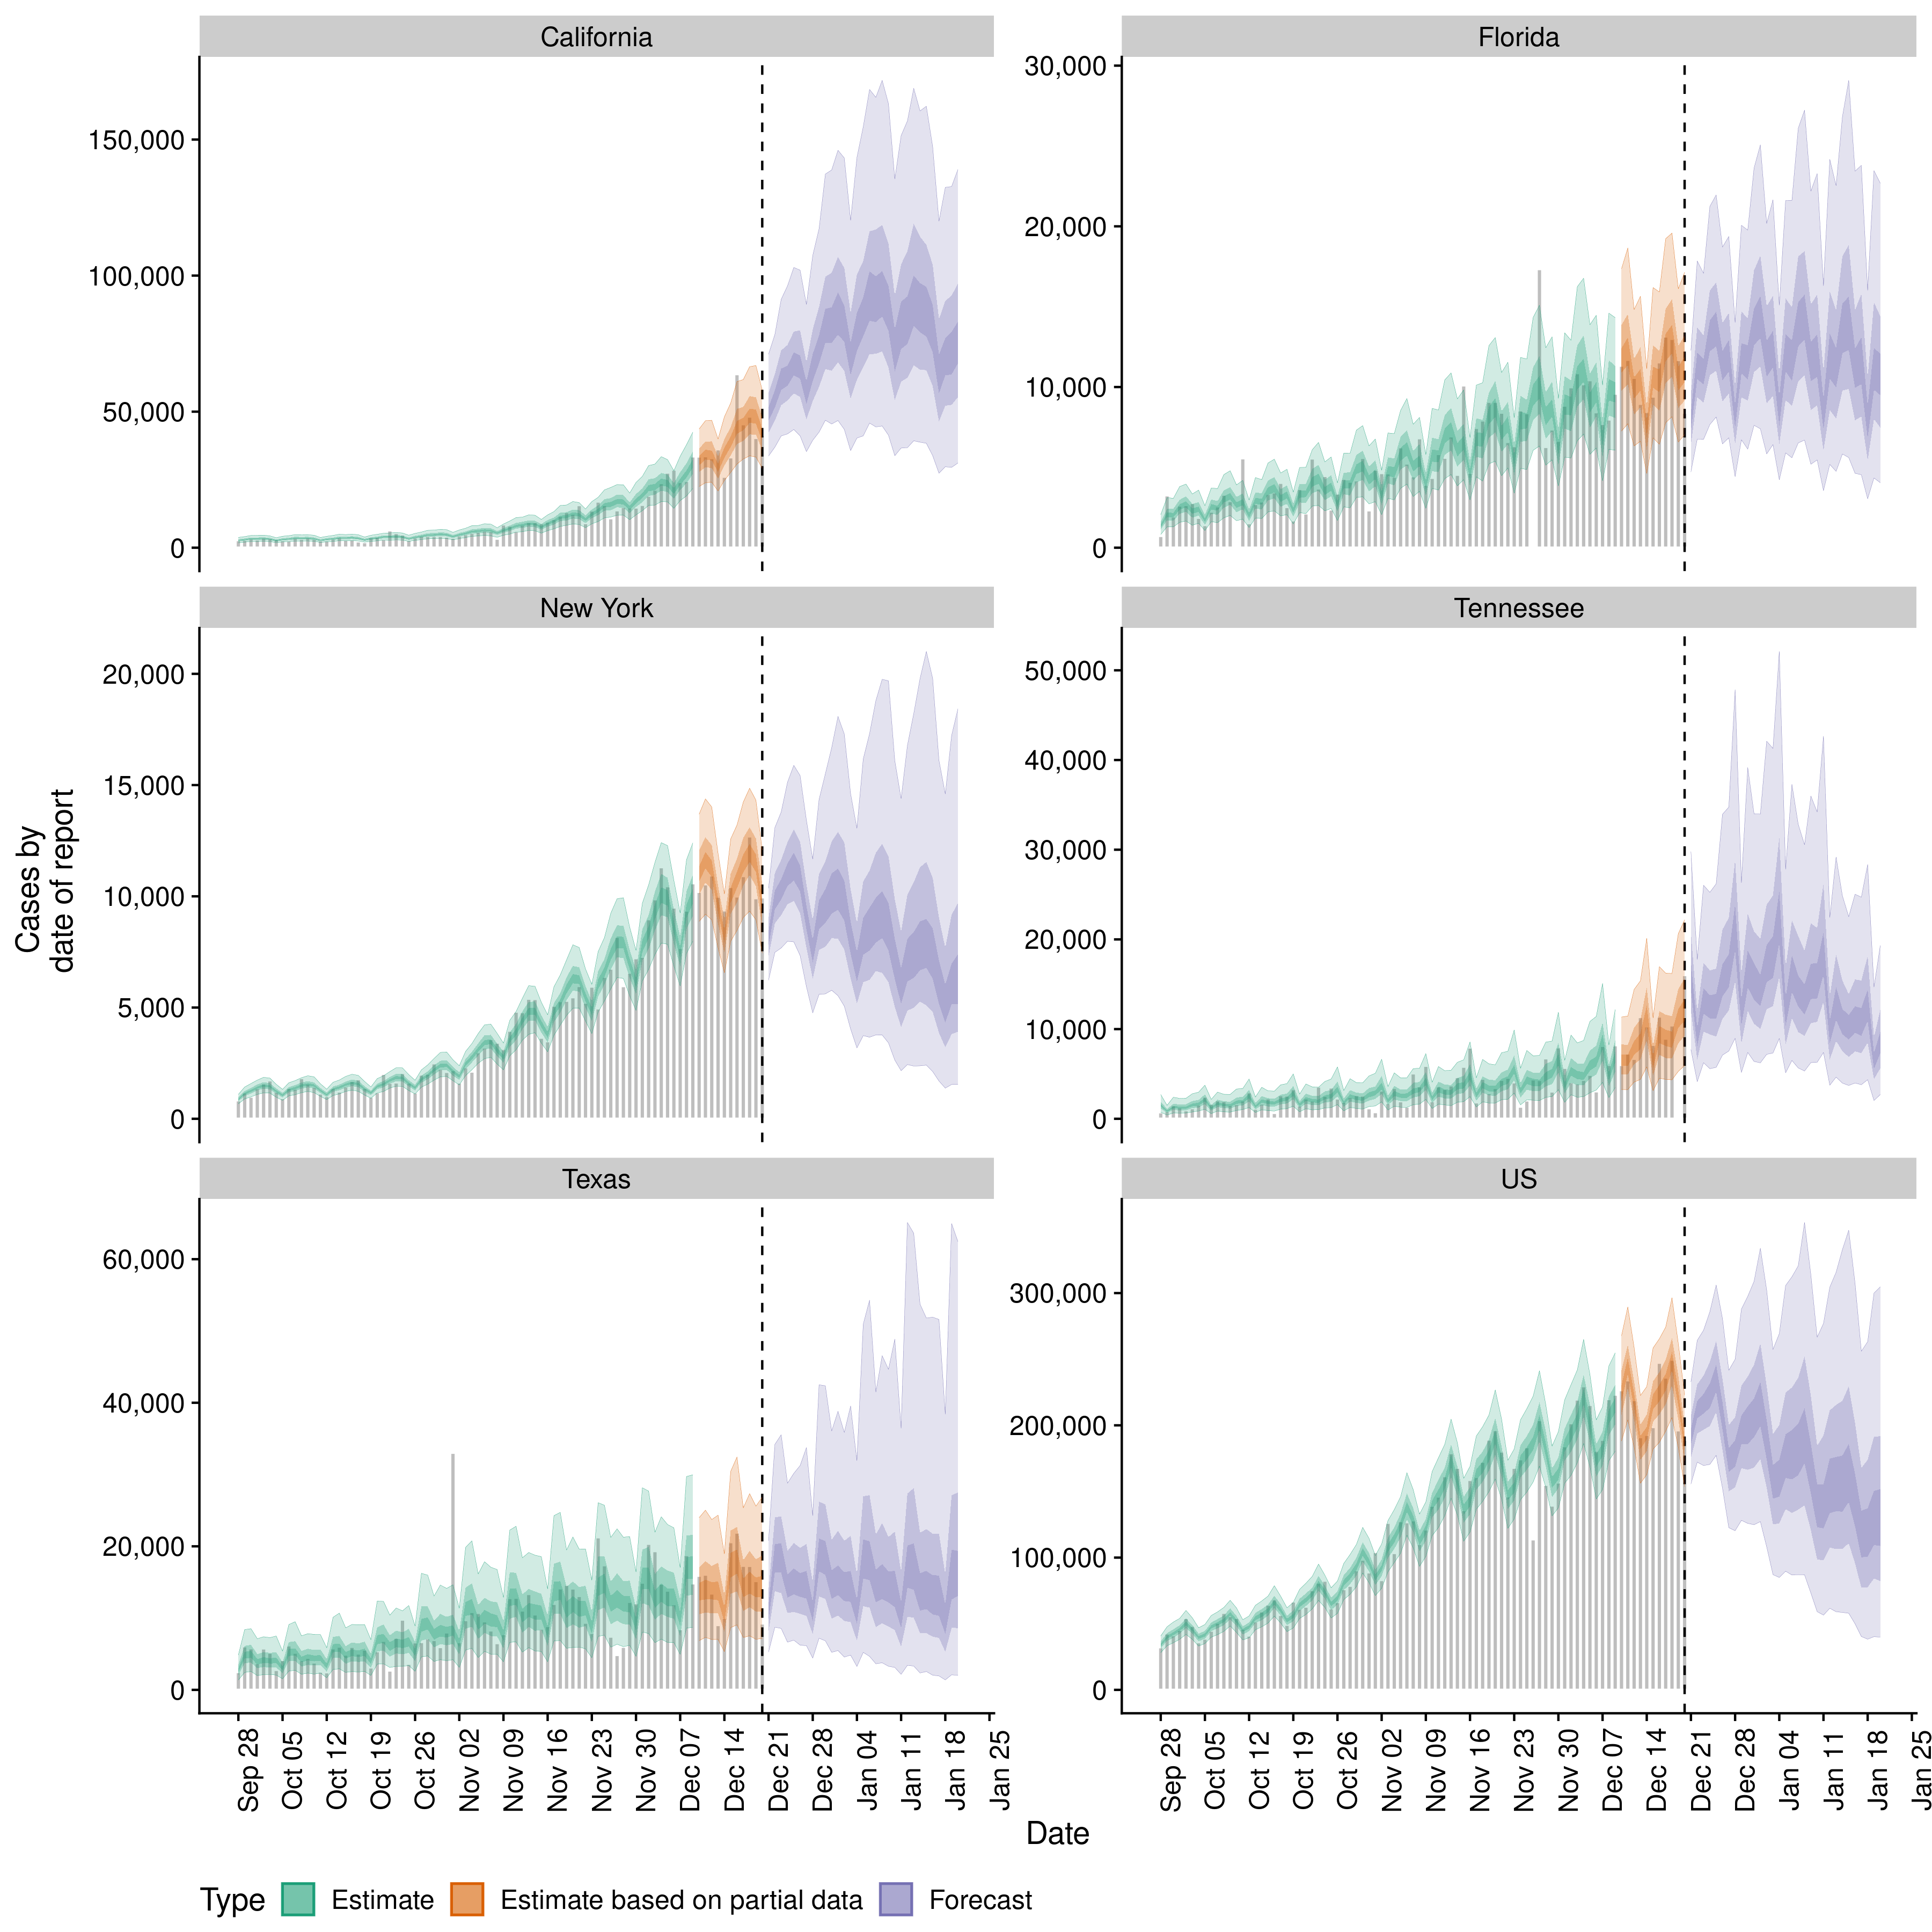 California
Florida
150,000
100,000
50,000
0
30,000
20,000
10,000
0
New York
Tennessee
20,000
15,000
10,000
5,000
0
50,000
40,000
30,000
20,000
10,000
0
Texas
US
60,000
40,000
20,000
0
300,000
200,000
100,000
0
Cases by
date of report
Sep 28
Oct 05
Oct 12
Oct 19
Oct 26
Nov 02
Nov 09
Nov 16
Nov 23
Nov 30
Dec 07
Dec 14
Dec 21
Dec 28
Jan 04
Jan 11
Jan 18
Jan 25
Sep 28
Oct 05
Oct 12
Oct 19
Oct 26
Nov 02
Nov 09
Nov 16
Nov 23
Nov 30
Dec 07
Dec 14
Dec 21
Dec 28
Jan 04
Jan 11
Jan 18
Jan 25
Date
Type Estimate Estimate based on partial data Forecast